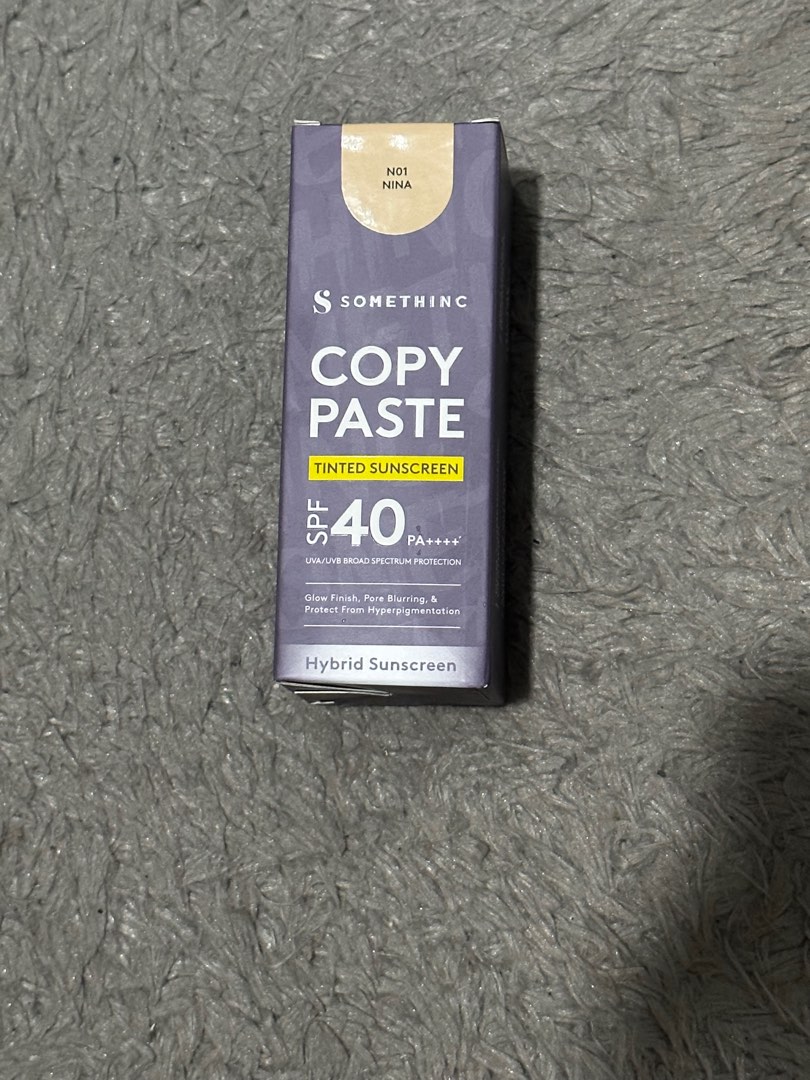 N01
NINA
SOMETHINC
COPY
PASTE
TINTED SUNSCREEN
SPF 40 PA++++
UVA/UVB BROAD SPECTRUM PROTECTION
Glow Finish, Pore Blurring, &
Protect From Hyperpigmentation
Hybrid Sunscreen